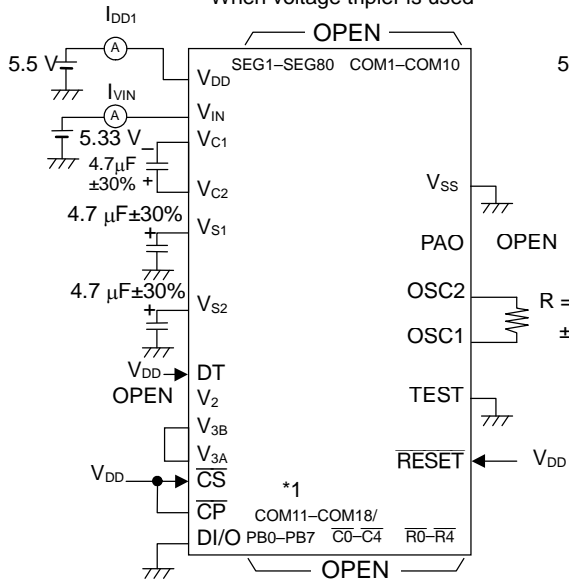 When voltage tripler is used
I_DD1
OPEN
A
5.5 V
SEG1–SEG80 COM1–COM10
5
V_DD
I_VIN
A
V_IN
5.33 V
–
V_C1
4.7μF
±30% +
V_C2
V_SS
4.7 μF±30%
+
V_S1
PAO OPEN
4.7 μF±30%
+
V_S2
OSC2
R =
±
OSC1
V_DD DT
OPEN V_2
TEST
V_3B
V_3A
RESET V_DD
V_DD CS
*1
CP
COM11–COM18/
DI/O PB0–PB7 C0–C4 R0–R4
OPEN